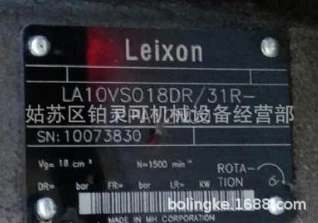 Leixon
LA10VSO18DR/31R-
姑苏区铂灵可机械设备经营部
SN:10073830
Vg= 18 cm³ N=1500 min⁻¹ ROTA-
TION
DR= bar FR= bar LR= KW
MADE IN MH CORPORATION
https://bolingke.1688.com